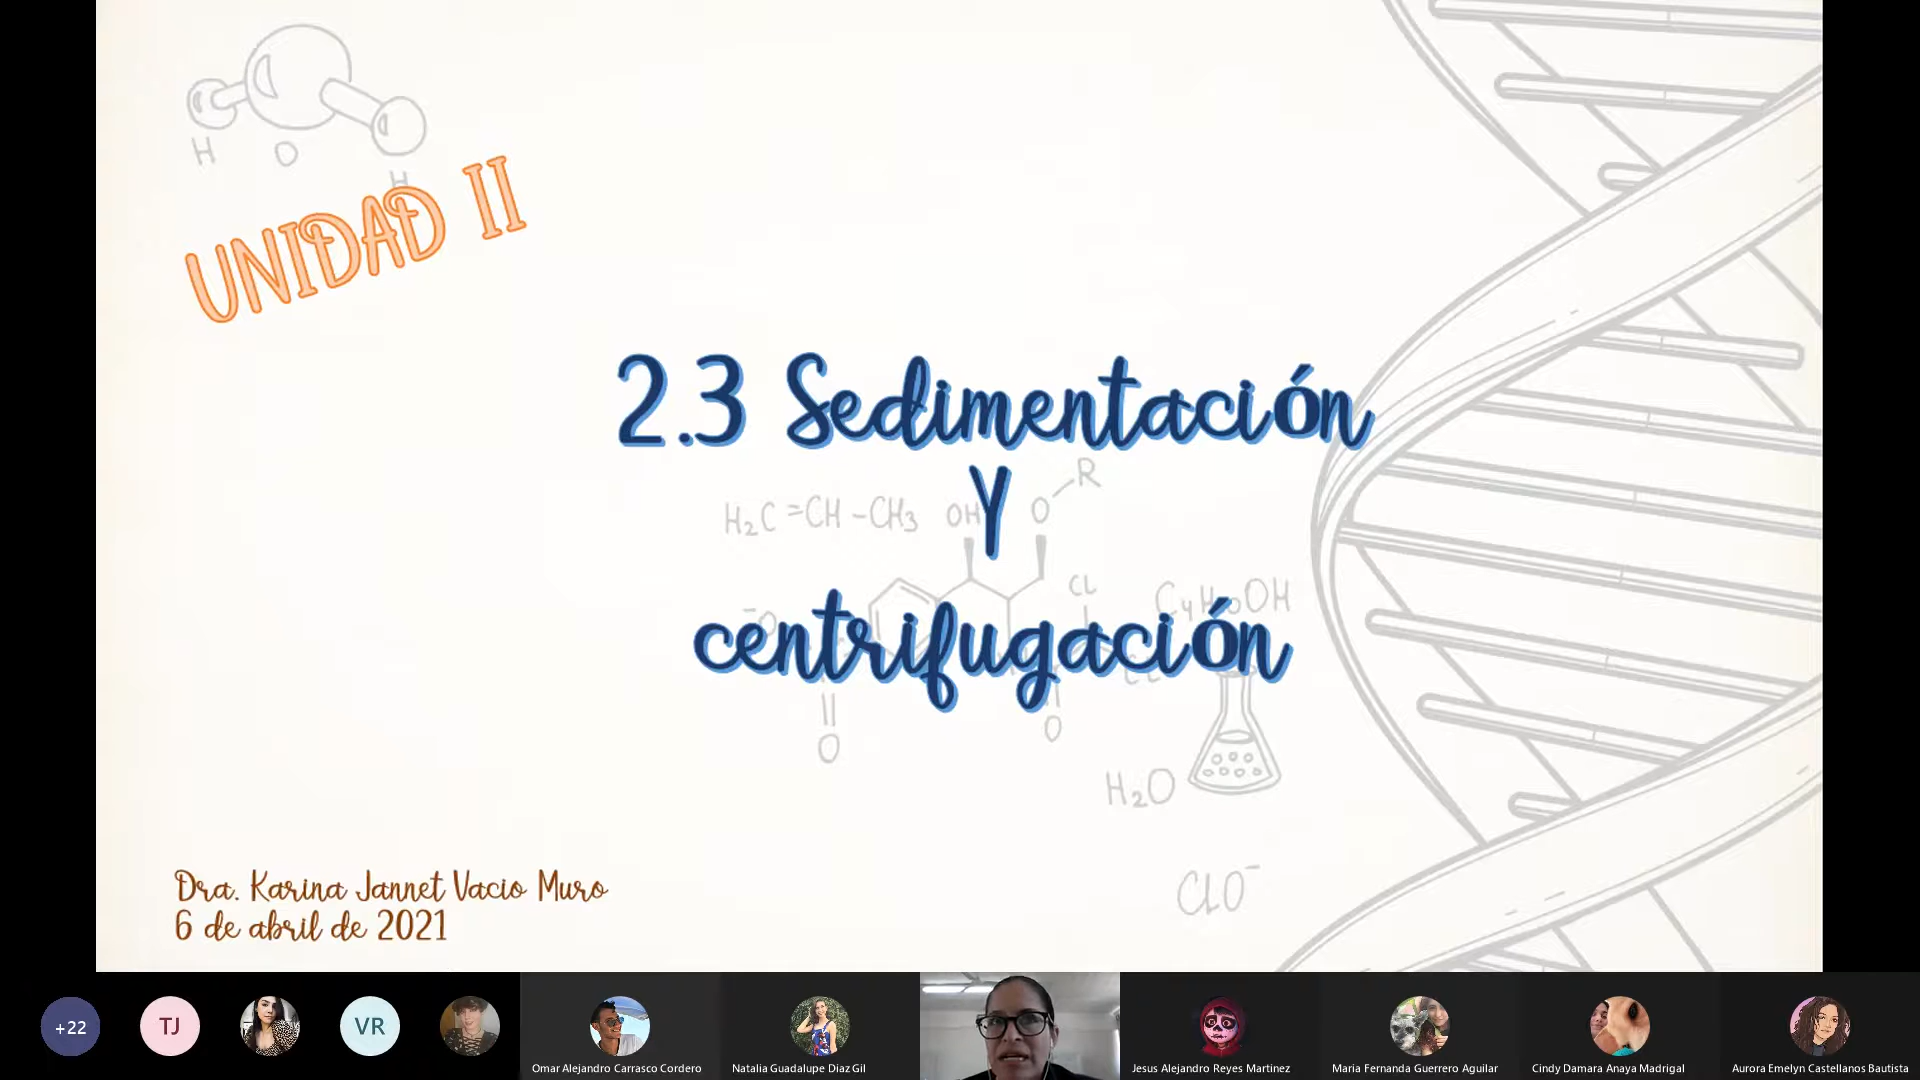 H
O
H
UNIDAD II
2.3 Sedimentación
Y
centrifugación
H₂C=CH-CH₃
OH
O
R
CL
O
O
H₂O
CLO⁻
Dra. Karina Jannet Vacio Muro
6 de abril de 2021
+22
TJ
VR
Omar Alejandro Carrasco Cordero
Natalia Guadalupe Diaz Gil
Jesus Alejandro Reyes Martinez
Maria Fernanda Guerrero Aguilar
Cindy Damara Anaya Madrigal
Aurora Emelyn Castellanos Bautista